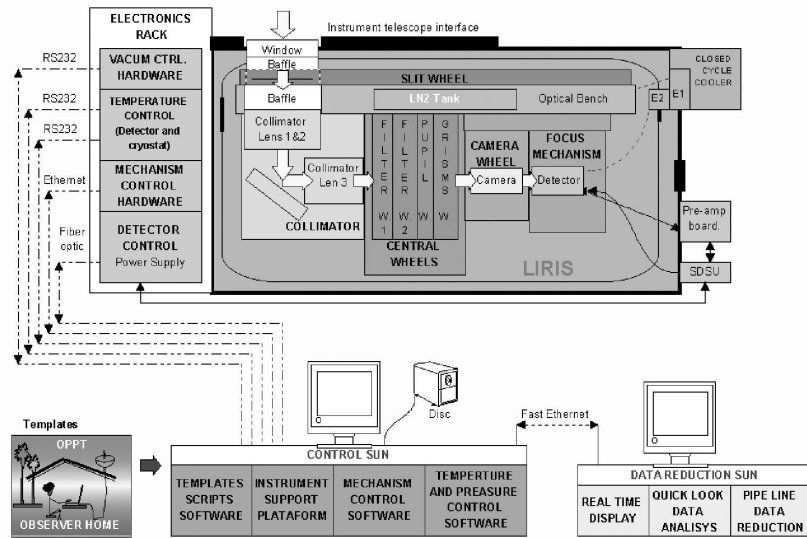 ELECTRONICS
RACK
Instrument telescope interface
RS232
VACUM CTRL.
HARDWARE
RS232
TEMPERATURE
CONTROL
(Detector and
cryostal)
RS232
Ethernet
MECHANISM
CONTROL
HARDWARE
Fiber
optic
DETECTOR
CONTROL
Power Supply
Window
Baffle
SLIT WHEEL
Baffle
LN2 Tank
Optical Bench
E2
E1
CLOSED
CYCLE
COOLER
Collimator
Lens 1&2
Collimator
Len 3
COLLIMATOR
FILTER W.1
FILTER W.2
PUPIL W.
GRISMS W.
CENTRAL
WHEELS
CAMERA
WHEEL
Camera
FOCUS
MECHANISM
Detector
LIRIS
Pre-amp
board.
SDSU
Templates
OPPT
OBSERVER HOME
Disc
CONTROL SUN
TEMPLATES
SCRIPTS
SOFTWARE
INSTRUMENT
SUPPORT
PLATAFORM
MECHANISM
CONTROL
SOFTWARE
TEMPERTURE
AND PREASURE
CONTROL
SOFTWARE
Fast Ethernet
DATA REDUCTION SUN
REAL TIME
DISPLAY
QUICK LOOK
DATA
ANALISYS
PIPE LINE
DATA
REDUCTION